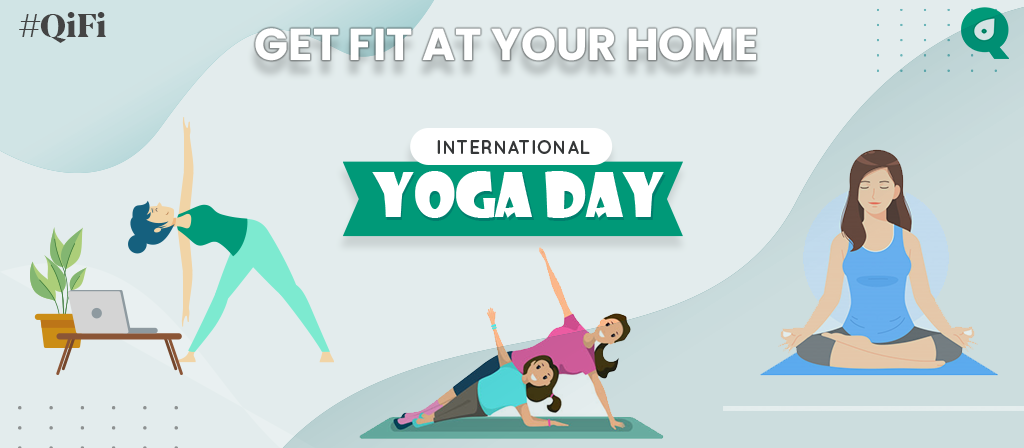 #QiFi
GET FIT AT YOUR HOME
INTERNATIONAL
YOGA DAY